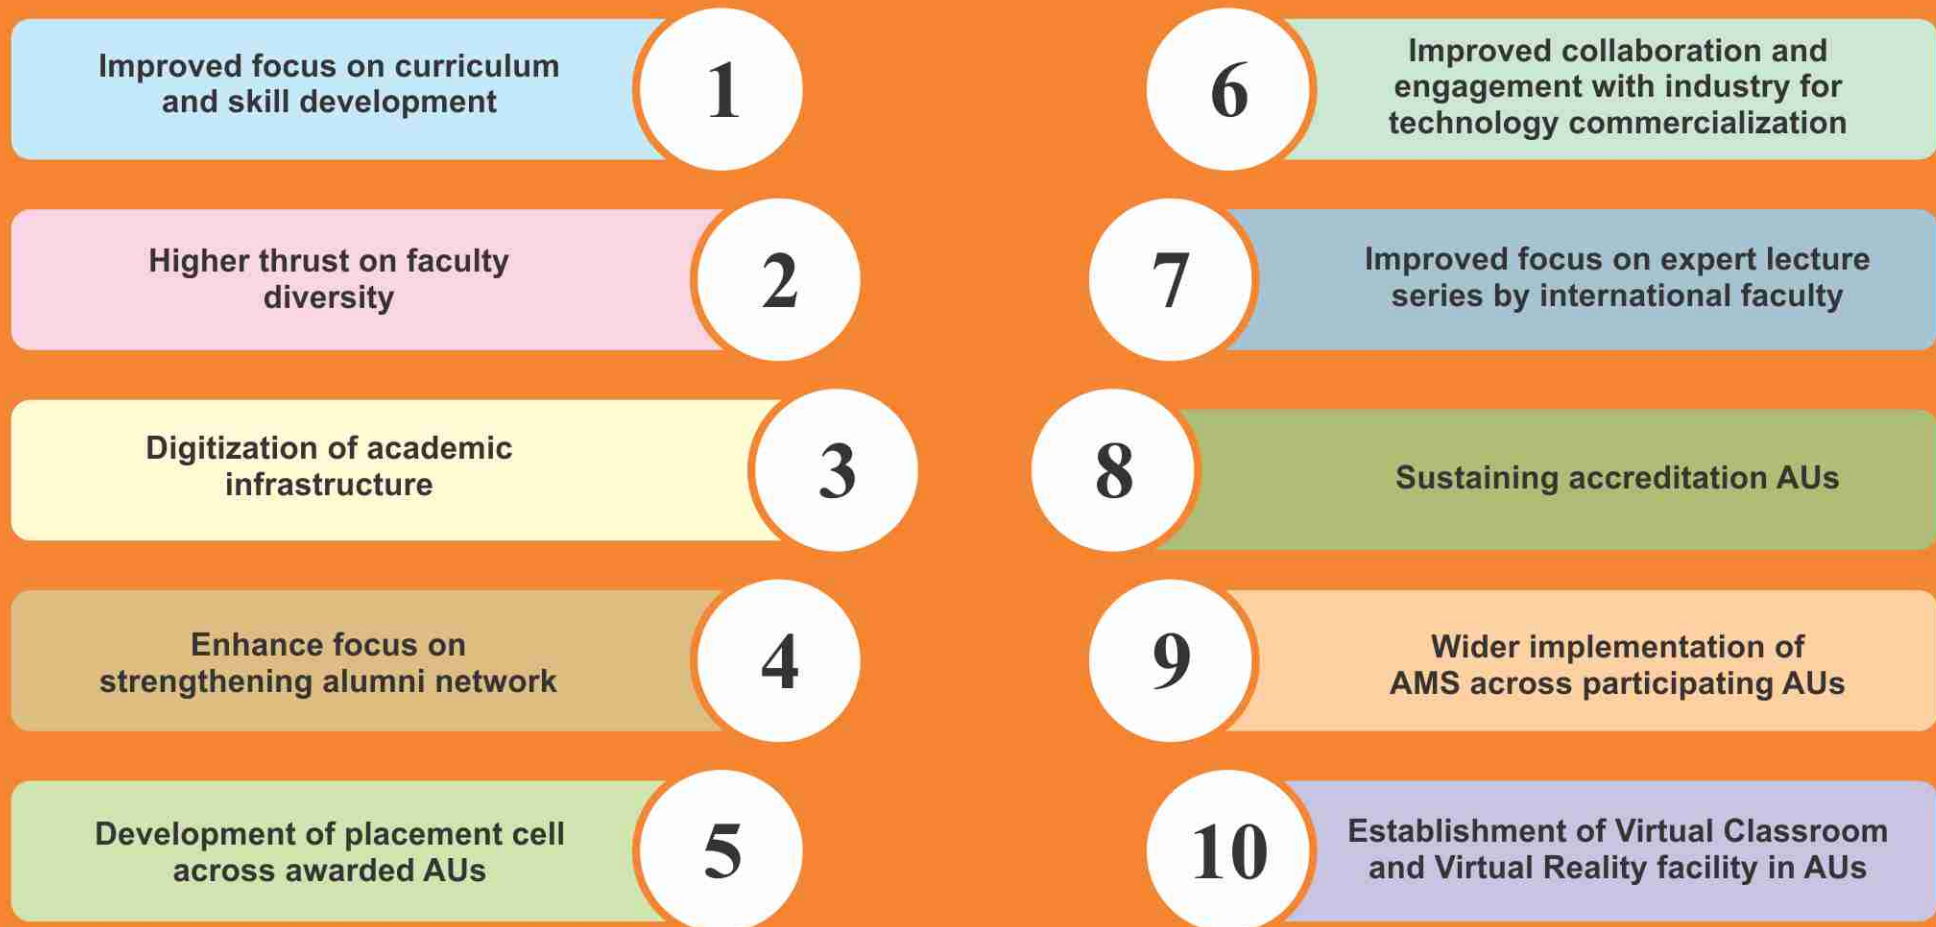 Improved focus on curriculum
and skill development
1
Higher thrust on faculty
diversity
2
Digitization of academic
infrastructure
3
Enhance focus on
strengthening alumni network
4
Development of placement cell
across awarded AUs
5
6
Improved collaboration and
engagement with industry for
technology commercialization
7
Improved focus on expert lecture
series by international faculty
8
Sustaining accreditation AUs
9
Wider implementation of
AMS across participating AUs
10
Establishment of Virtual Classroom
and Virtual Reality facility in AUs